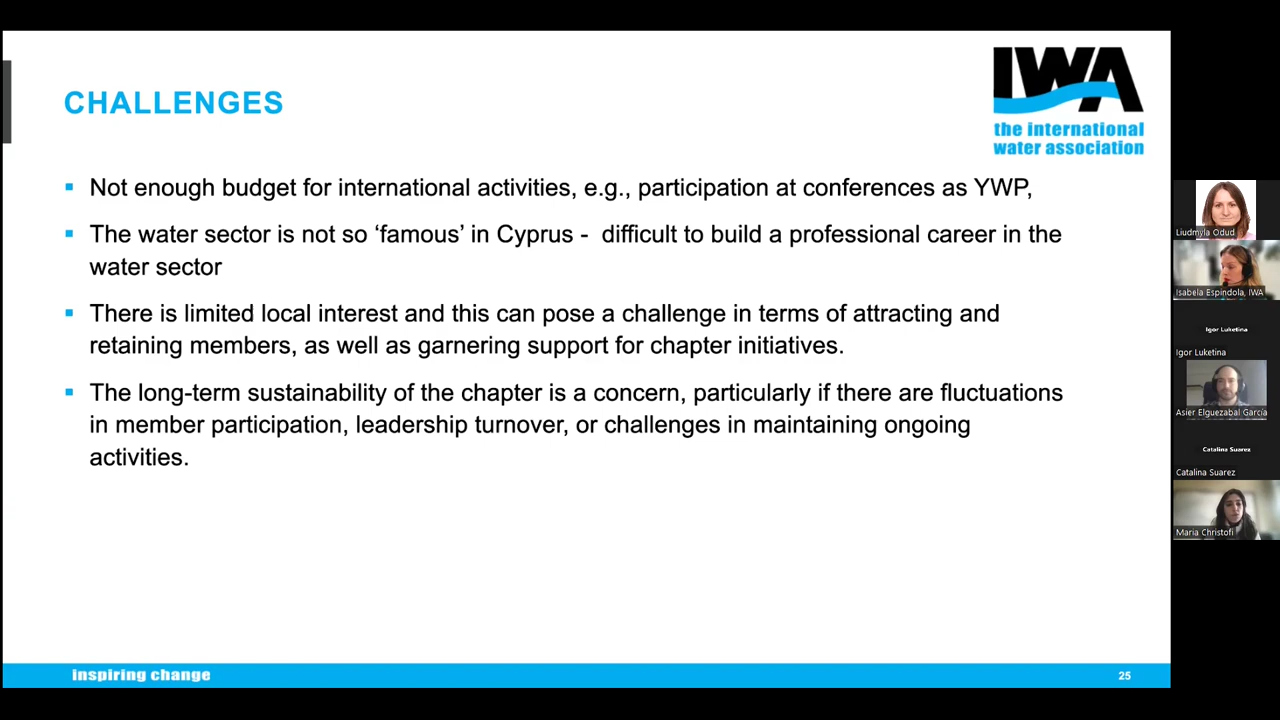 CHALLENGES
IWA
the international
water association
▪ Not enough budget for international activities, e.g., participation at conferences as YWP,
▪ The water sector is not so ‘famous’ in Cyprus - difficult to build a professional career in the
water sector
▪ There is limited local interest and this can pose a challenge in terms of attracting and
retaining members, as well as garnering support for chapter initiatives.
▪ The long-term sustainability of the chapter is a concern, particularly if there are fluctuations
in member participation, leadership turnover, or challenges in maintaining ongoing
activities.
inspiring change
25
Liudmyla Odud
Isabela Espindola, IWA
Igor Luketina
Igor Luketina
Asier Elguezabal García
Catalina Suarez
Catalina Suarez
Maria Christofi